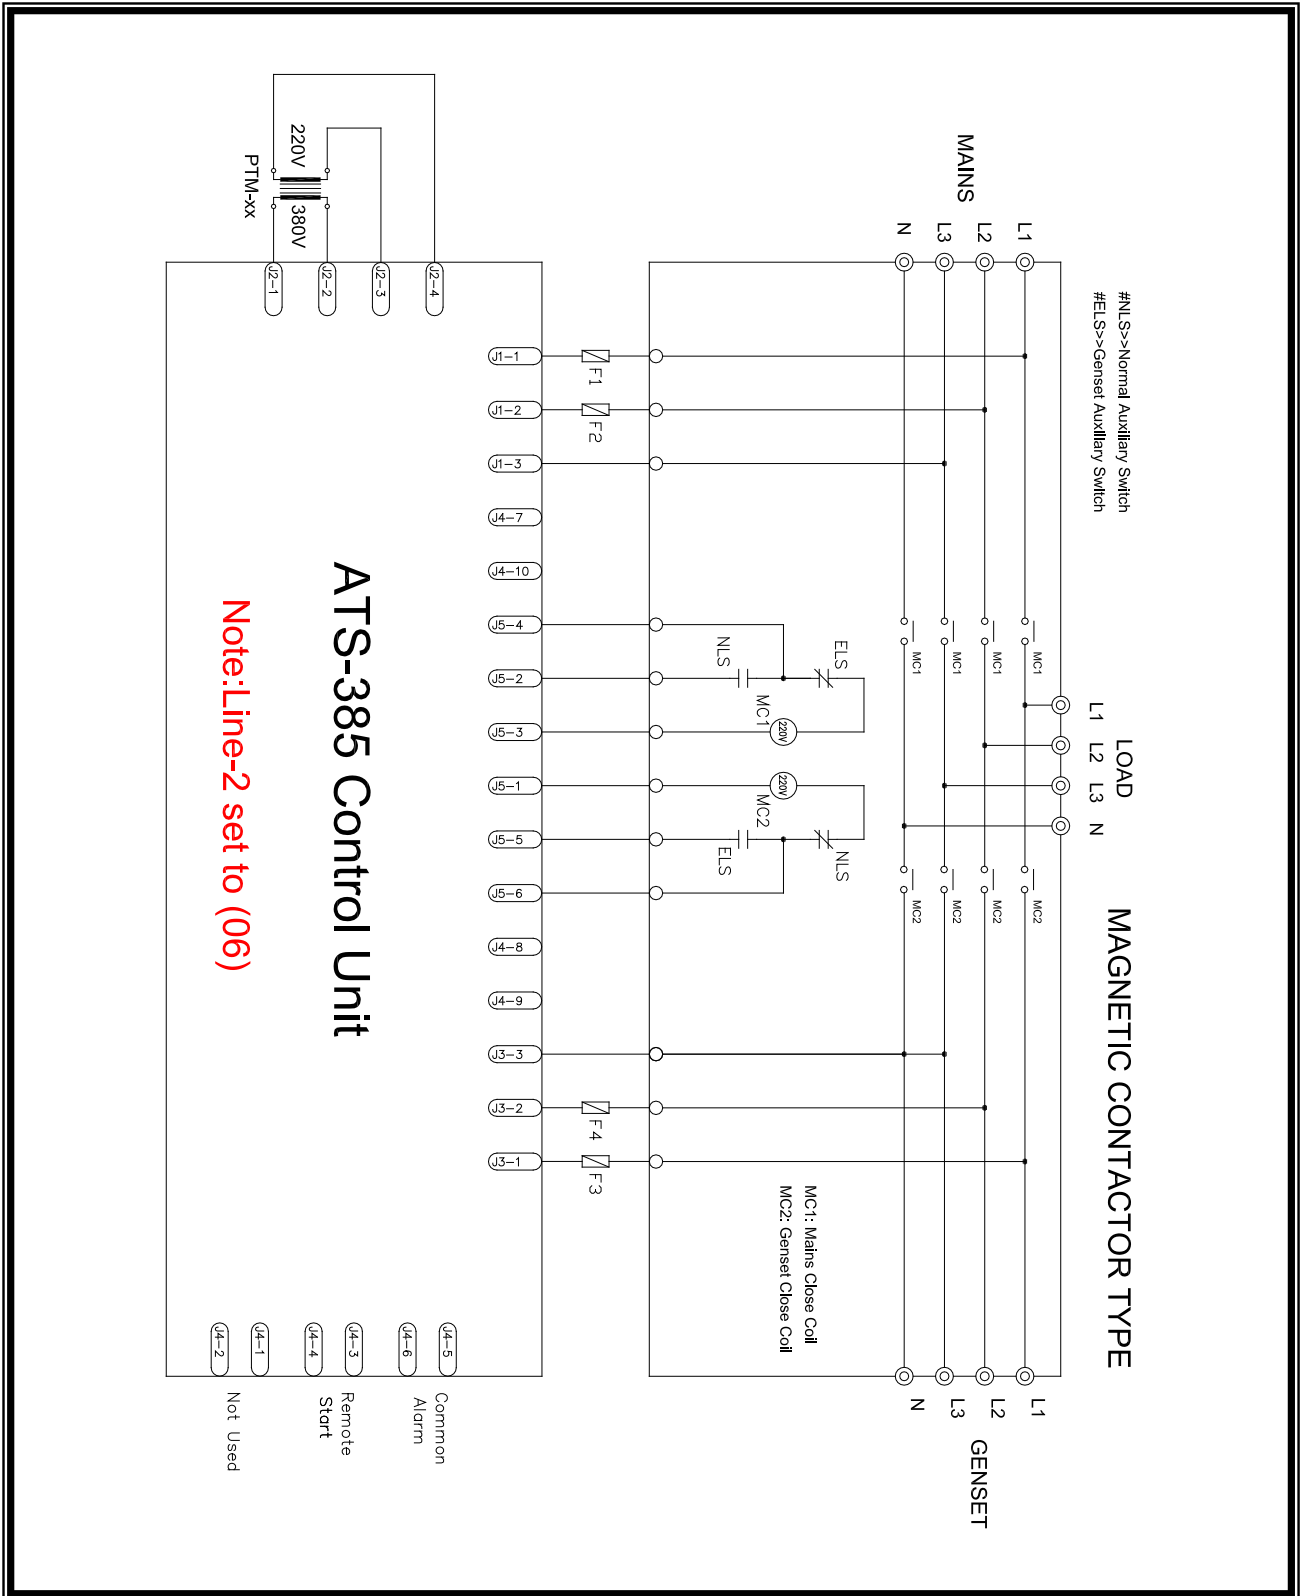 MAGNETIC CONTACTOR TYPE
#NLS>>Normal Auxiliary Switch
#ELS>>Genset Auxiliary Switch
LOAD
L1
L2
L3
N
MAINS
L1
L2
L3
N
GENSET
L1
L2
L3
N
MC1
MC1
MC1
MC1
MC2
MC2
MC2
MC2
MC1: Mains Close Coil
MC2: Genset Close Coil
ELS
NLS
MC1
220V
220V
MC2
NLS
ELS
F1
F2
F4
F3
J1-1
J1-2
J1-3
J4-7
J4-10
J5-4
J5-2
J5-3
J5-1
J5-5
J5-6
J4-8
J4-9
J3-3
J3-2
J3-1
J2-4
J2-3
J2-2
J2-1
220V
380V
PTM-xx
ATS-385 Control Unit
Note:Line-2 set to (06)
J4-5
J4-6
J4-3
J4-4
J4-1
J4-2
Common
Alarm
Remote
Start
Not Used